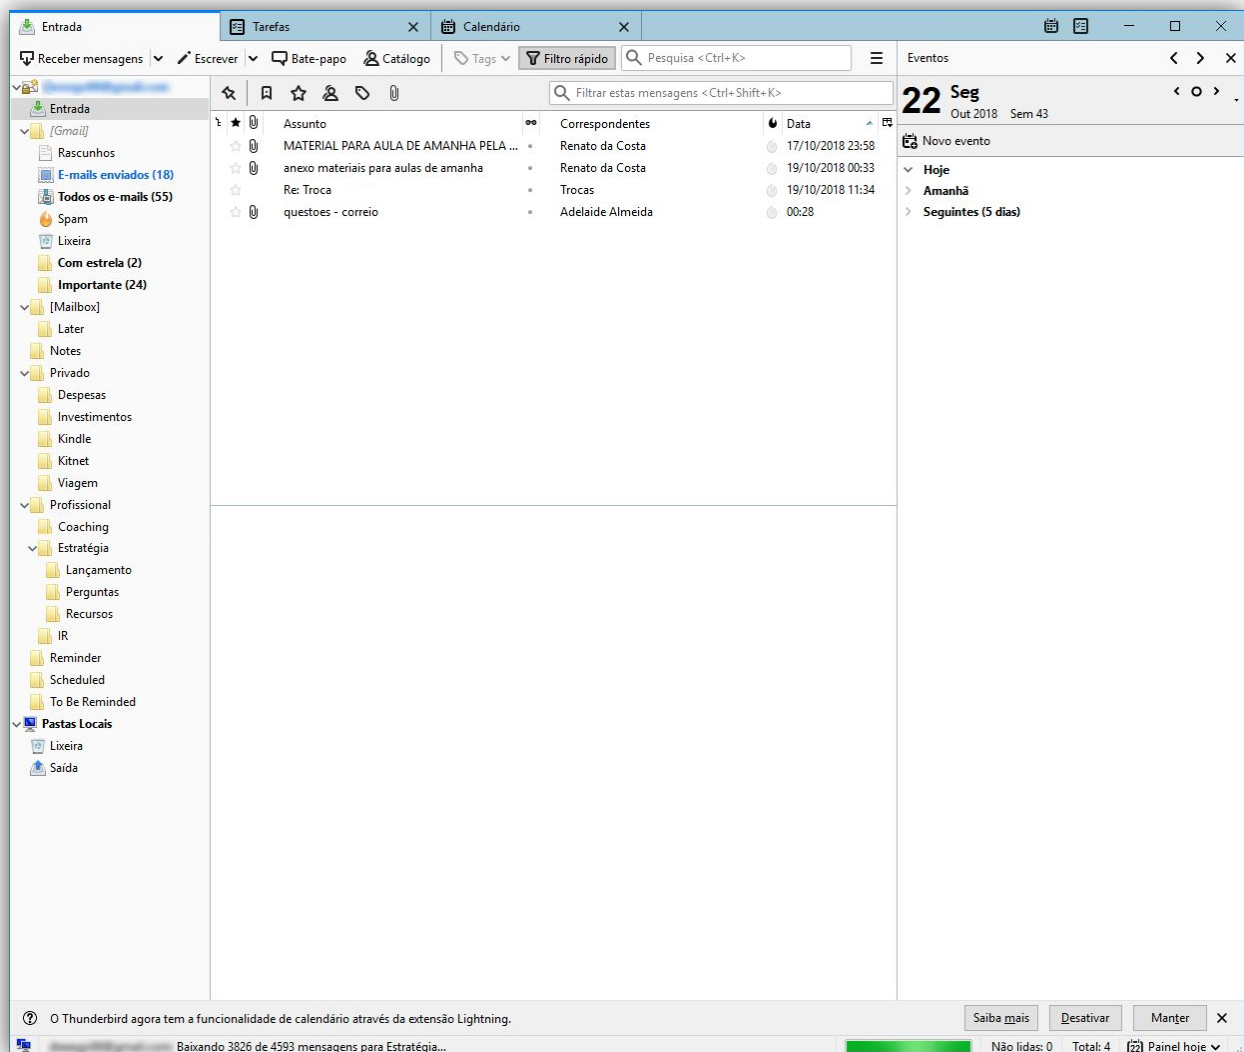 Entrada
Tarefas
Calendário
Receber mensagens
Escrever
Bate-papo
Catálogo
Tags
Filtro rápido
Pesquisa <Ctrl+K>
Eventos
Entrada
[Gmail]
Rascunhos
E-mails enviados (18)
Todos os e-mails (55)
Spam
Lixeira
Com estrela (2)
Importante (24)
[Mailbox]
Later
Notes
Privado
Despesas
Investimentos
Kindle
Kitnet
Viagem
Profissional
Coaching
Estratégia
Lançamento
Perguntas
Recursos
IR
Reminder
Scheduled
To Be Reminded
Pastas Locais
Lixeira
Saída
Filtrar estas mensagens <Ctrl+Shift+K>
Assunto Correspondentes Data
MATERIAL PARA AULA DE AMANHA PELA ... Renato da Costa 17/10/2018 23:58
anexo materiais para aulas de amanha Renato da Costa 19/10/2018 00:33
Re: Troca Trocas 19/10/2018 11:34
questoes - correio Adelaide Almeida 00:28
22 Seg
Out 2018 Sem 43
Novo evento
Hoje
Amanhã
Seguintes (5 dias)
O Thunderbird agora tem a funcionalidade de calendário através da extensão Lightning.
Saiba mais
Desativar
Manter
Baixando 3826 de 4593 mensagens para Estratégia...
Não lidas: 0
Total: 4
22 Painel hoje